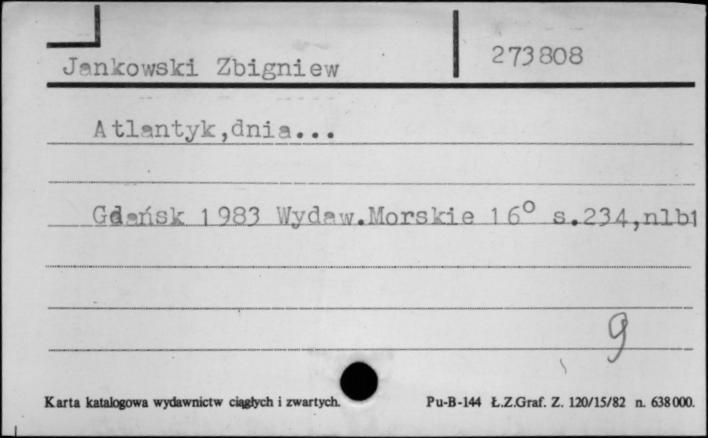 Jankowski Zbigniew 273808
Atlantyk,dnia...
Gdańsk 1983 Wydaw.Morskie 16° s.234,nlb1
9
Karta katalogowa wydawnictw ciągłych i zwartych. Pu-B-144 Ł.Z.Graf. Z. 120/15/82 n. 638000.